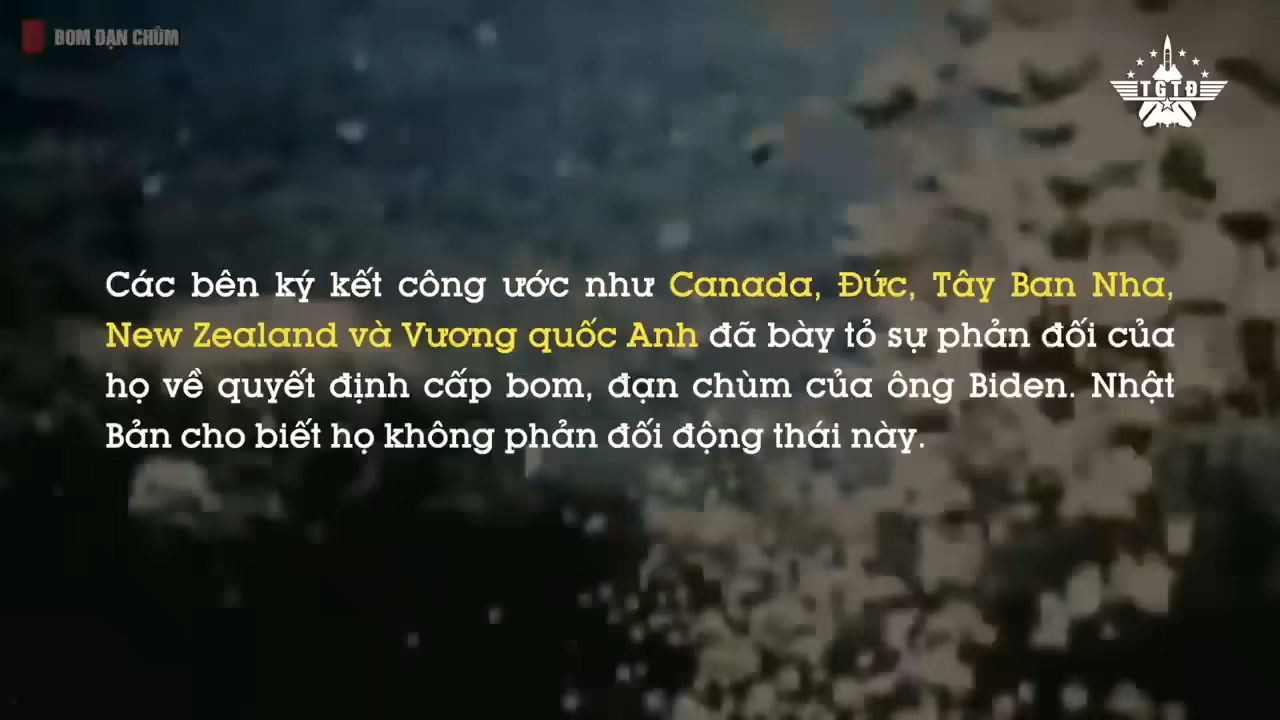 BOM ĐẠN CHÙM
TGTĐ
Các bên ký kết công ước như Canada, Đức, Tây Ban Nha,
New Zealand và Vương quốc Anh đã bày tỏ sự phản đối của
họ về quyết định cấp bom, đạn chùm của ông Biden. Nhật
Bản cho biết họ không phản đối động thái này.